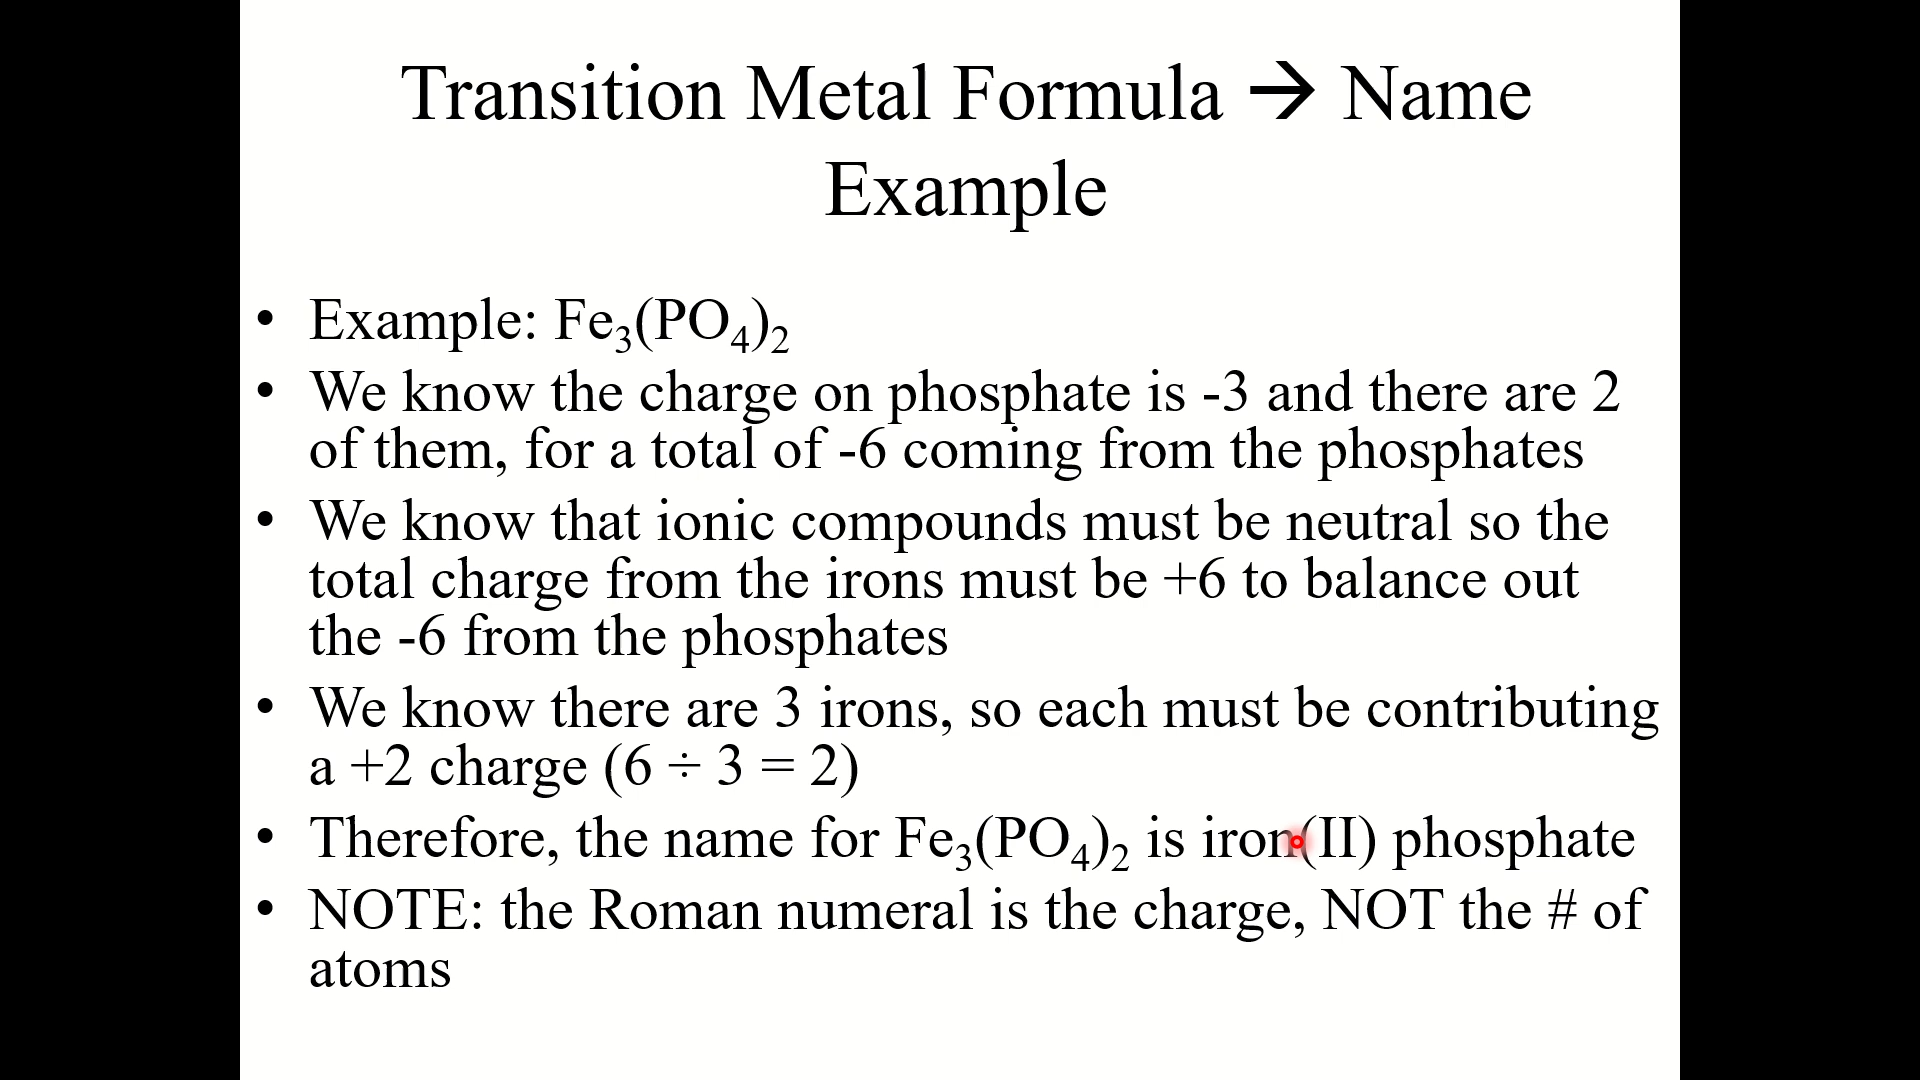 Transition Metal Formula → Name
Example
• Example: Fe₃(PO₄)₂
• We know the charge on phosphate is -3 and there are 2
of them, for a total of -6 coming from the phosphates
• We know that ionic compounds must be neutral so the
total charge from the irons must be +6 to balance out
the -6 from the phosphates
• We know there are 3 irons, so each must be contributing
a +2 charge (6 ÷ 3 = 2)
• Therefore, the name for Fe₃(PO₄)₂ is iron(II) phosphate
• NOTE: the Roman numeral is the charge, NOT the # of
atoms